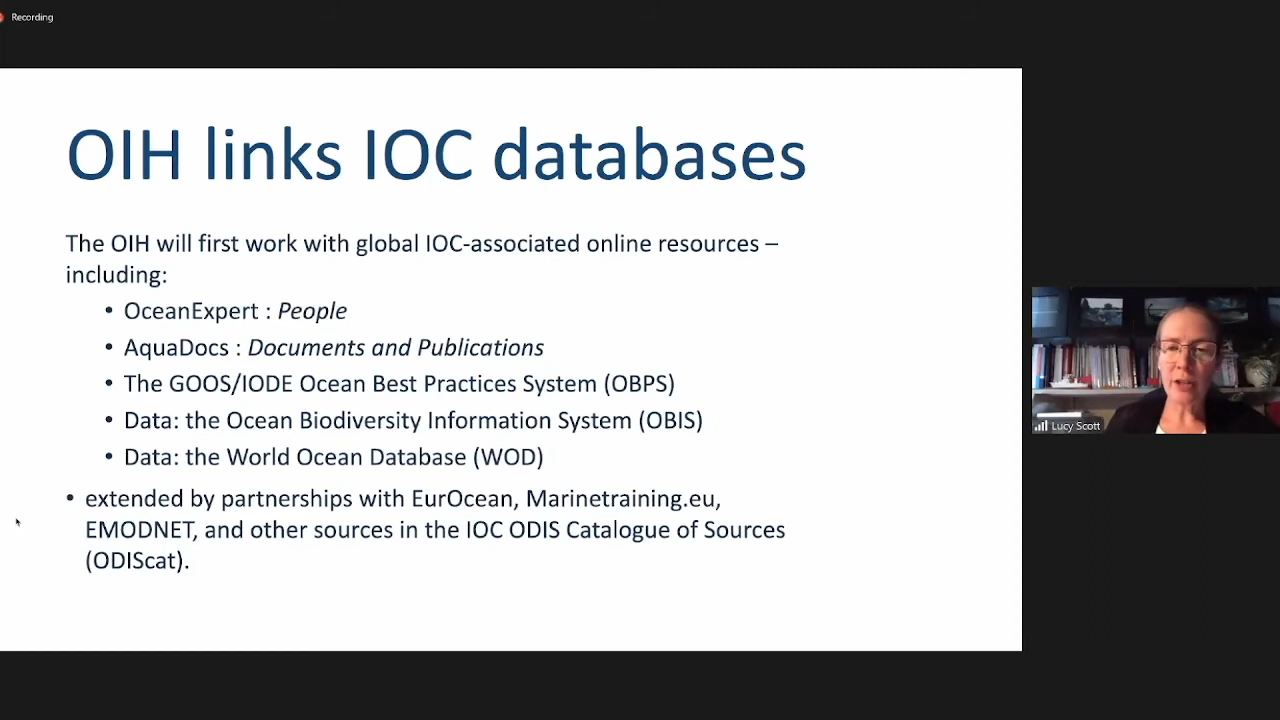 Recording
OIH links IOC databases
The OIH will first work with global IOC-associated online resources –
including:
• OceanExpert : People
• AquaDocs : Documents and Publications
• The GOOS/IODE Ocean Best Practices System (OBPS)
• Data: the Ocean Biodiversity Information System (OBIS)
• Data: the World Ocean Database (WOD)
• extended by partnerships with EurOcean, Marinetraining.eu,
EMODNET, and other sources in the IOC ODIS Catalogue of Sources
(ODIScat).
Lucy Scott